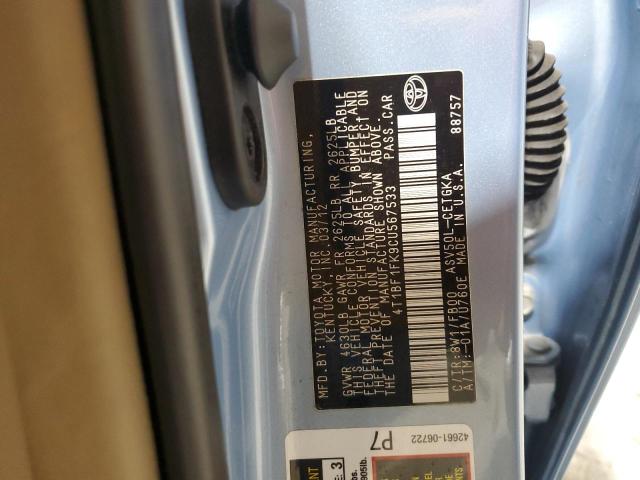 MFD.BY:TOYOTA MOTOR MANUFACTURING,
KENTUCKY, INC. 03/12
GVWR 4630LB GAWR FR 2625LB RR 2625LB
THIS VEHICLE CONFORMS TO ALL APPLICABLE
FEDERAL MOTOR VEHICLE SAFETY, BUMPER AND
THEFT PREVENTION STANDARDS IN EFFECT ON
THE DATE OF MANUFACTURE SHOWN ABOVE.
4T1BF1FK9CU567533 PASS.CAR
C/TR:8W1/FB00 ASV50L-CETGKA
A/TM:-01A/U760E MADE IN U.S.A.
88757
42661-06722
P7